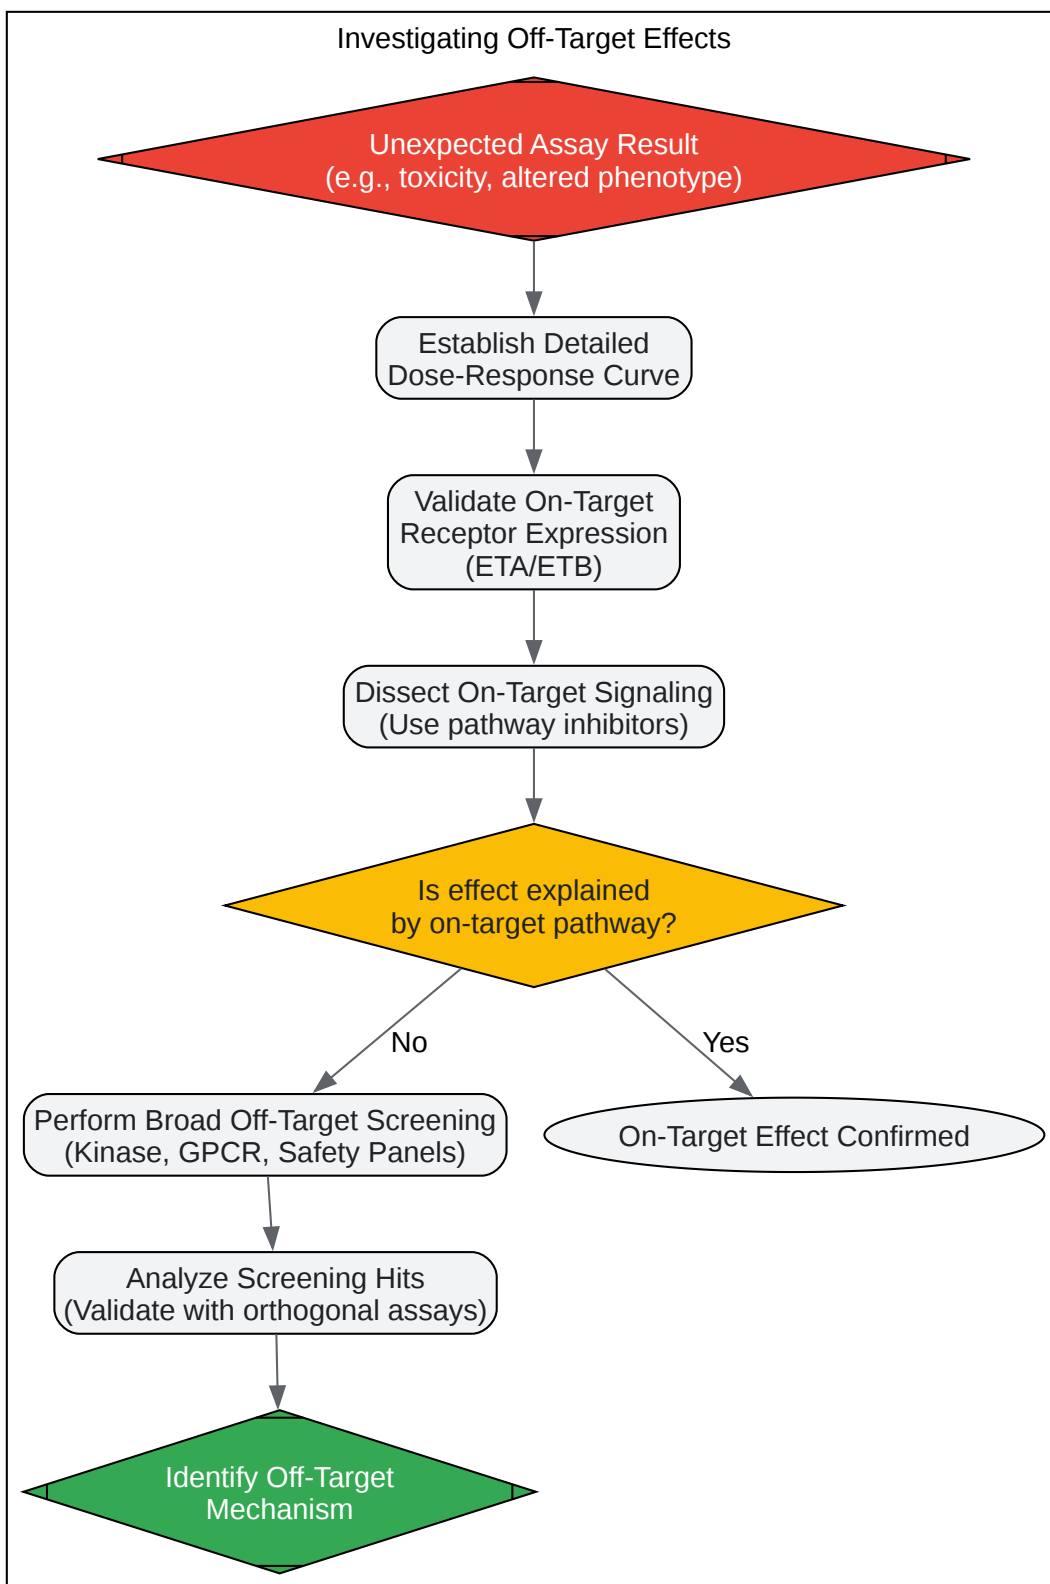 Investigating Off-Target Effects
Unexpected Assay Result
(e.g., toxicity, altered phenotype)
Establish Detailed
Dose-Response Curve
Validate On-Target
Receptor Expression
(ETA/ETB)
Dissect On-Target Signaling
(Use pathway inhibitors)
Is effect explained
by on-target pathway?
No
Yes
Perform Broad Off-Target Screening
(Kinase, GPCR, Safety Panels)
On-Target Effect Confirmed
Analyze Screening Hits
(Validate with orthogonal assays)
Identify Off-Target
Mechanism